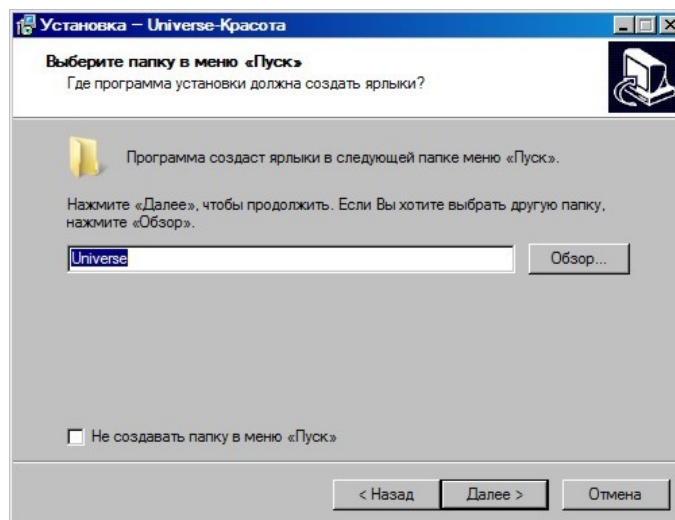 Установка — Universe-Красота
Выберите папку в меню «Пуск»
Где программа установки должна создать ярлыки?
Программа создаст ярлыки в следующей папке меню «Пуск».
Нажмите «Далее», чтобы продолжить. Если Вы хотите выбрать другую папку,
нажмите «Обзор».
Universe
Обзор...
Не создавать папку в меню «Пуск»
< Назад
Далее >
Отмена